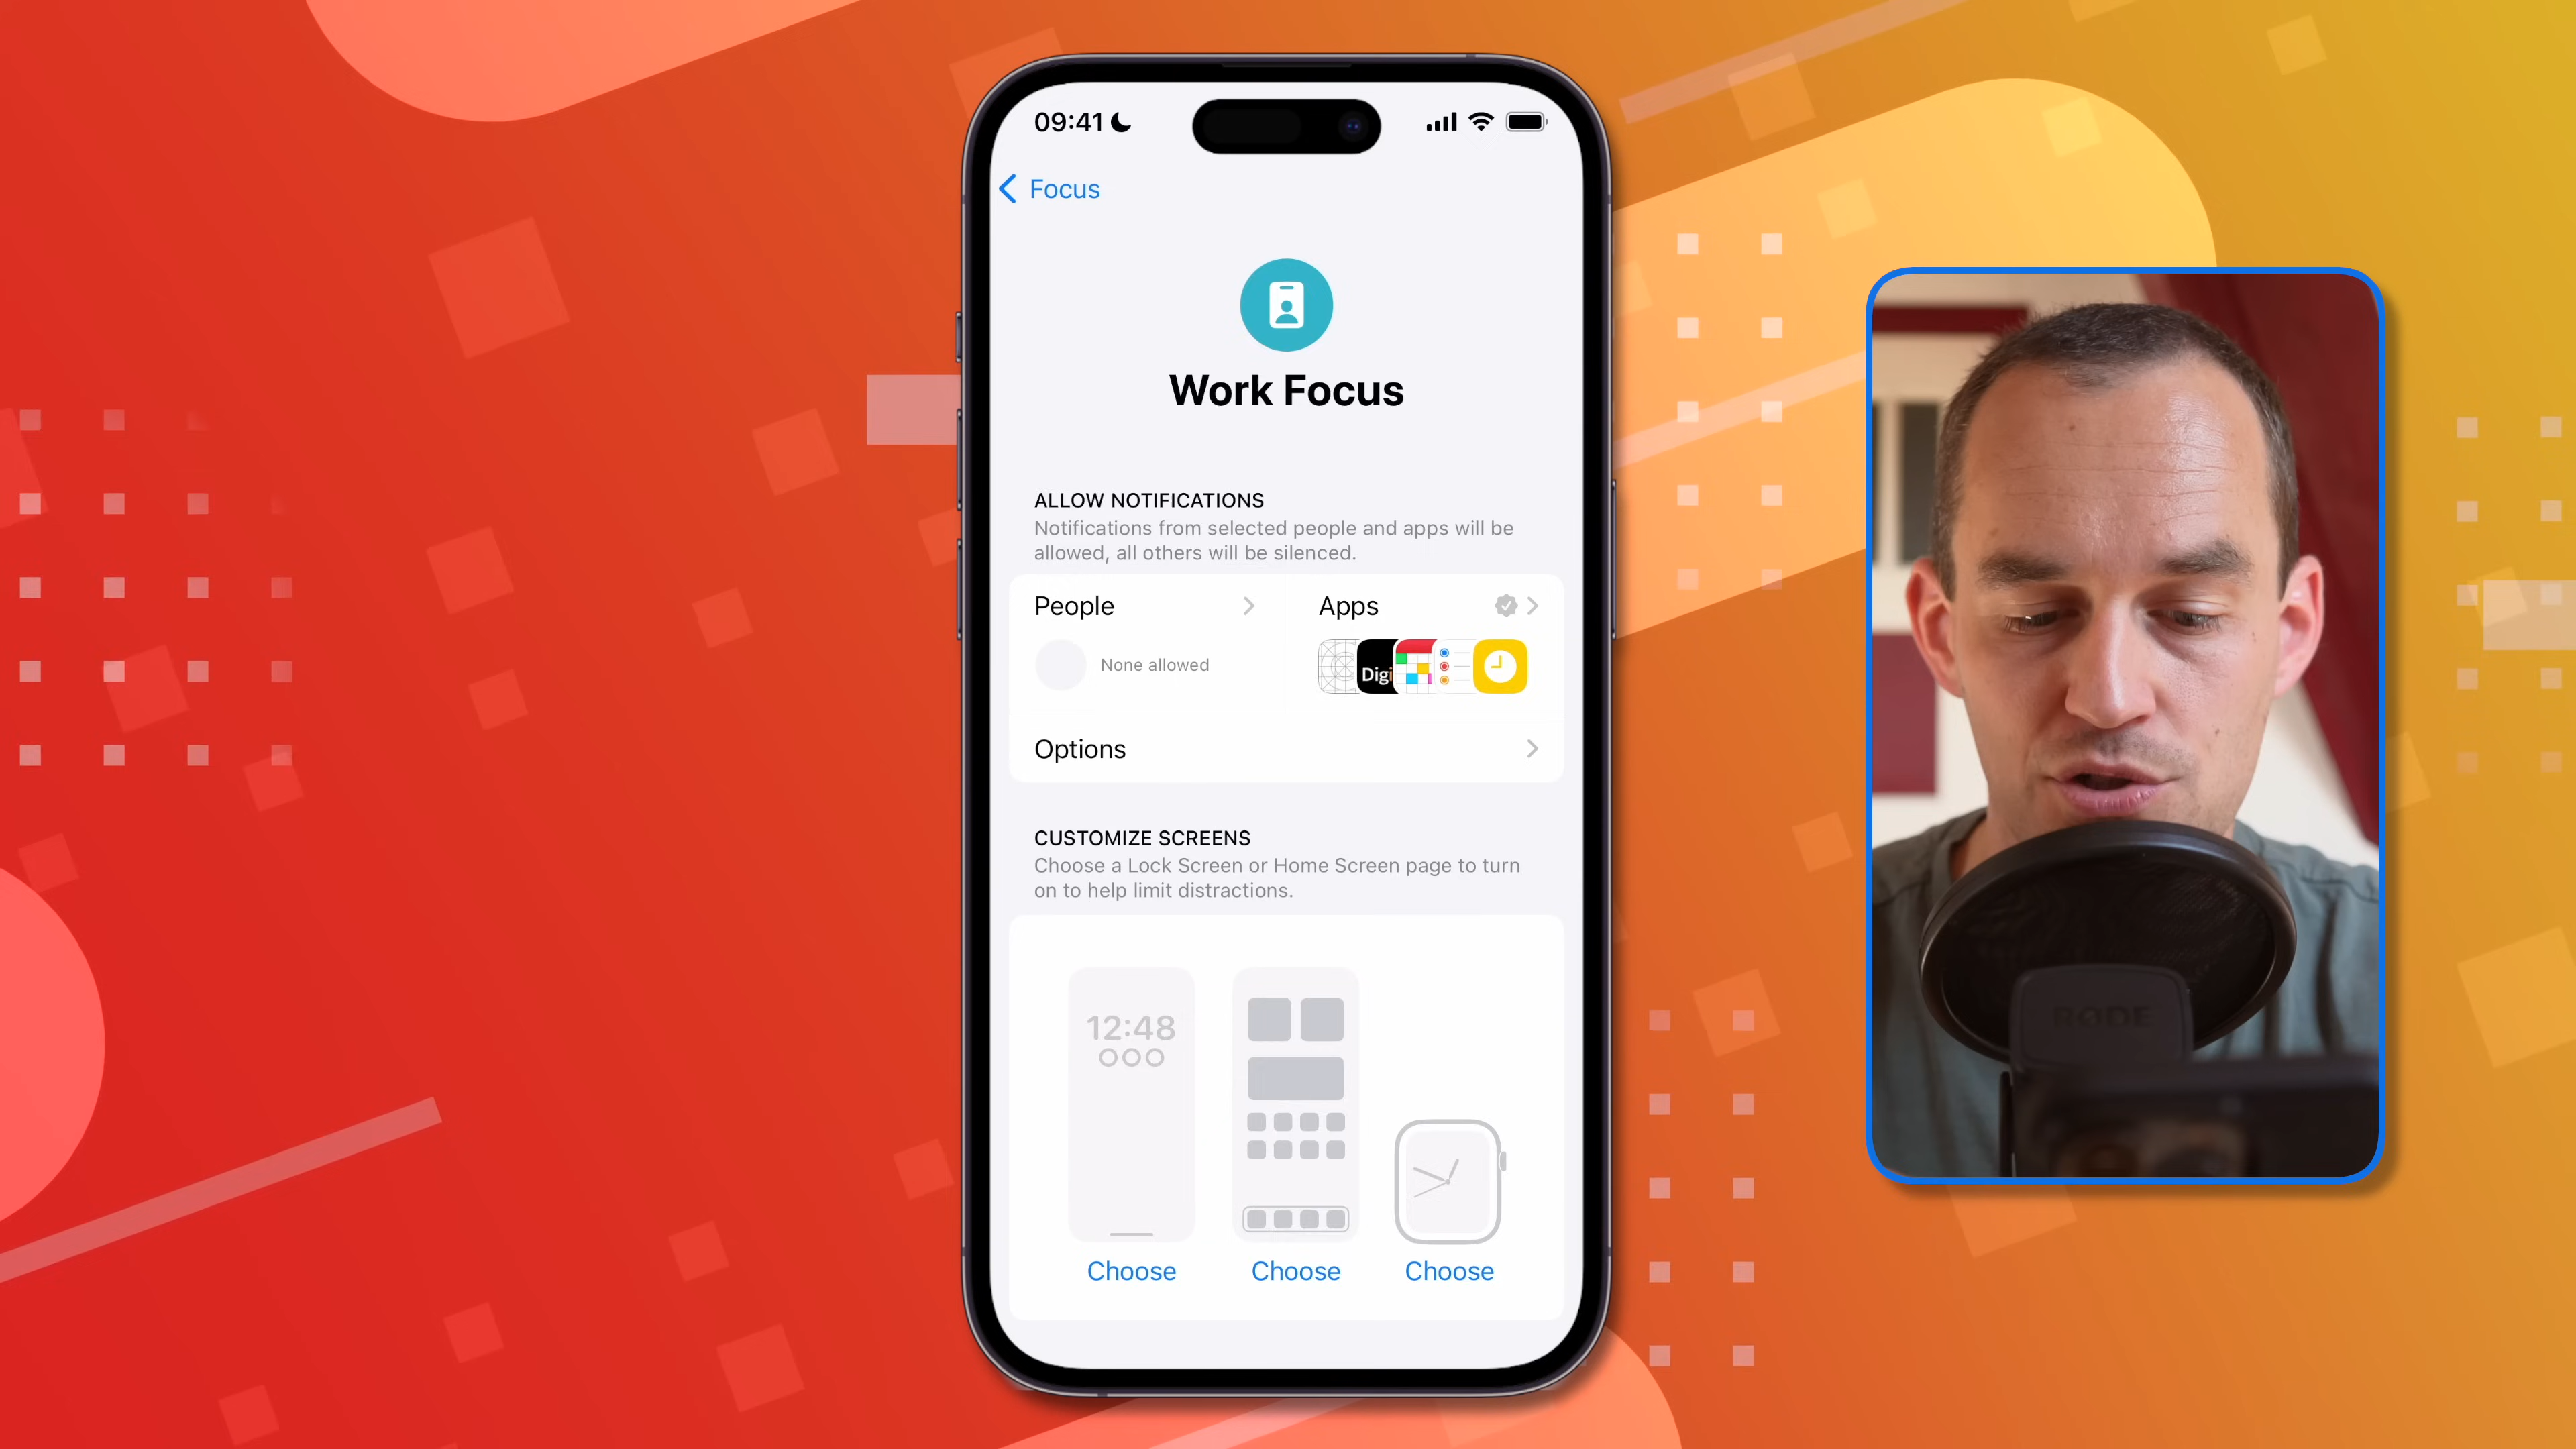 09:41
Focus
Work Focus
ALLOW NOTIFICATIONS
Notifications from selected people and apps will be
allowed, all others will be silenced.
People
Apps
None allowed
Digi
Options
CUSTOMIZE SCREENS
Choose a Lock Screen or Home Screen page to turn
on to help limit distractions.
12:48
Choose
Choose
Choose
RØDE